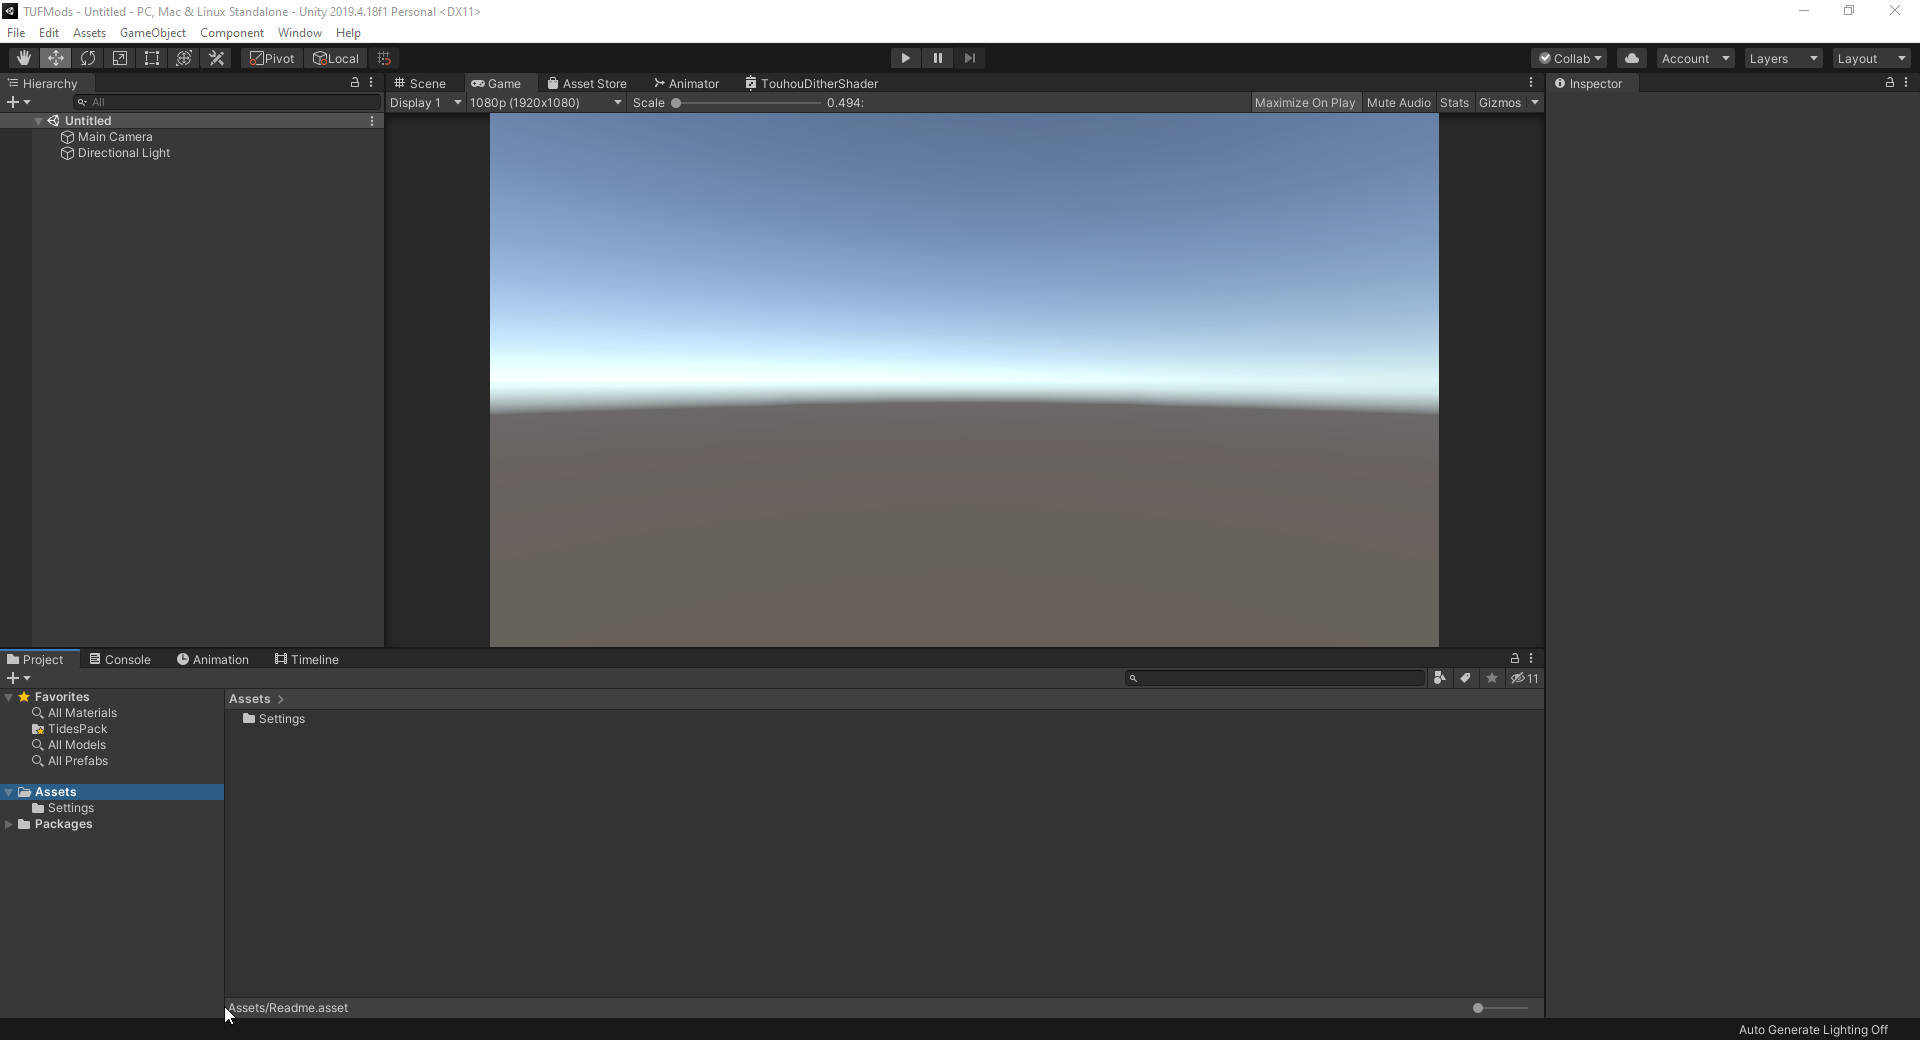 TUFMods - Untitled - PC, Mac & Linux Standalone - Unity 2019.4.18f1 Personal <DX11>
File Edit Assets GameObject Component Window Help
Pivot Local Collab Account Layers Layout
Hierarchy Scene Game Asset Store Animator TouhouDitherShader Inspector
All Display 1 1080p (1920x1080) Scale 0.494: Maximize On Play Mute Audio Stats Gizmos
Untitled
Main Camera
Directional Light
Project Console Animation Timeline
11
Favorites
All Materials
TidesPack
All Models
All Prefabs
Assets
Settings
Packages
Assets >
Settings
Assets/Readme.asset
Auto Generate Lighting Off